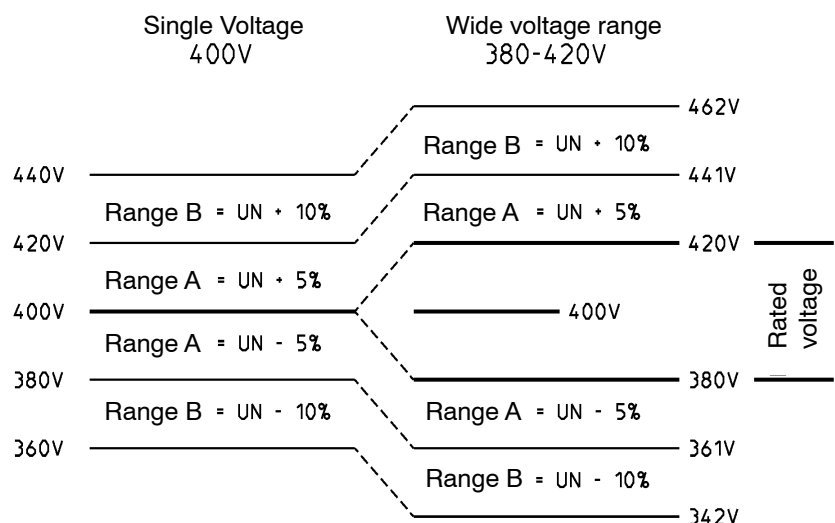 Single Voltage
400V
Wide voltage range
380-420V
462V
Range B = UN + 10%
440V
441V
Range B = UN + 10%
Range A = UN + 5%
420V
420V
Range A = UN + 5%
400V
400V
Rated
voltage
Range A = UN - 5%
380V
380V
Range B = UN - 10%
Range A = UN - 5%
360V
361V
Range B = UN - 10%
342V